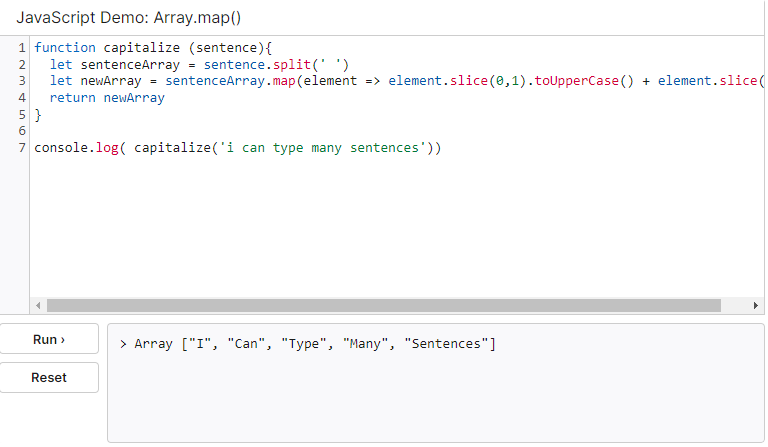 JavaScript Demo: Array.map()
1 function capitalize (sentence){
2   let sentenceArray = sentence.split(' ')
3   let newArray = sentenceArray.map(element => element.slice(0,1).toUpperCase() + element.slice(
4   return newArray
5 }
6
7 console.log( capitalize('i can type many sentences'))
Run ›
> Array ["I", "Can", "Type", "Many", "Sentences"]
Reset